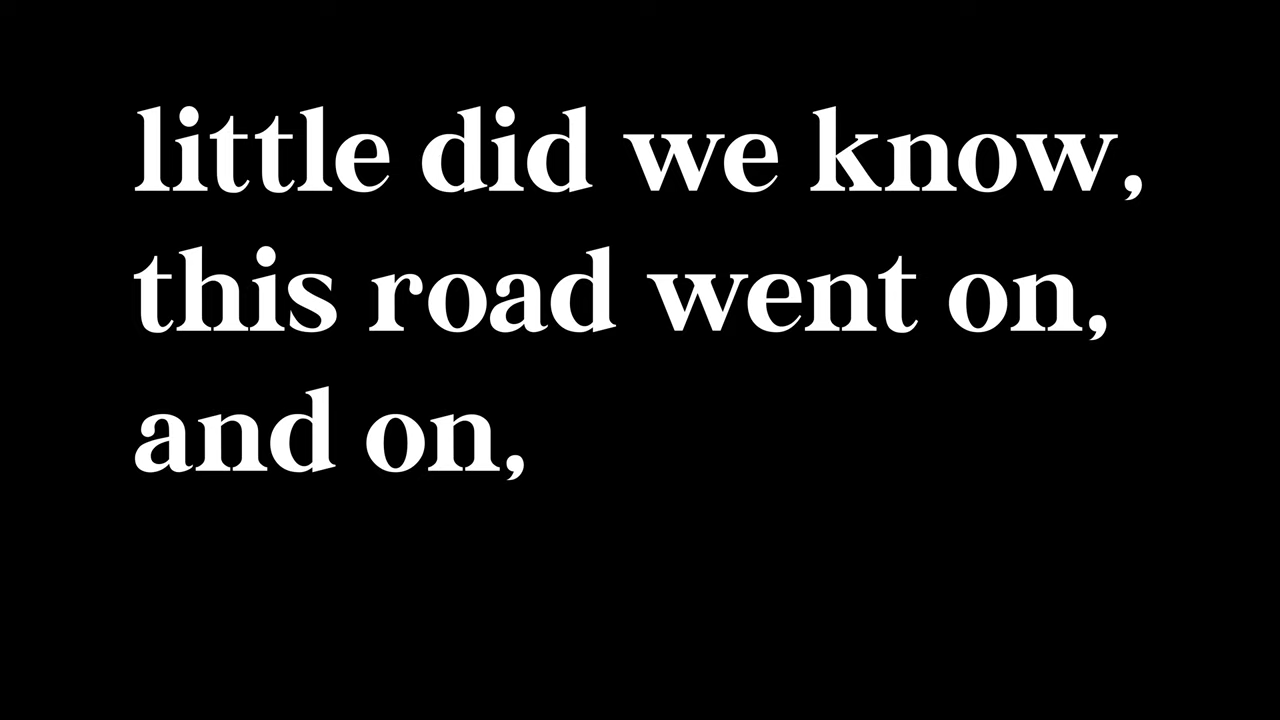 little did we know,
this road went on,
and on,